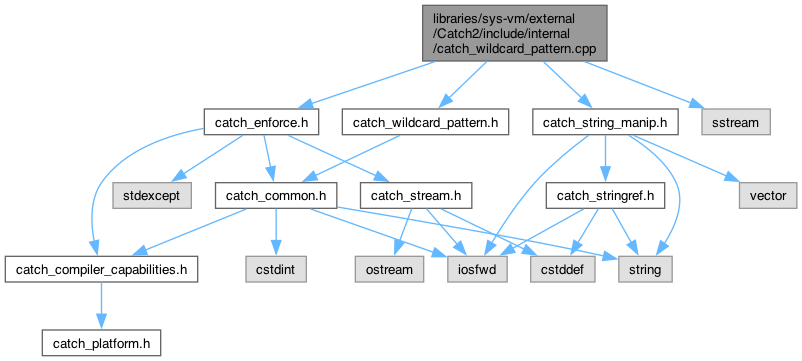 libraries/sys-vm/external
/Catch2/include/internal
/catch_wildcard_pattern.cpp
catch_enforce.h
catch_wildcard_pattern.h
catch_string_manip.h
sstream
stdexcept
catch_common.h
catch_stream.h
catch_stringref.h
vector
catch_compiler_capabilities.h
cstdint
ostream
iosfwd
cstddef
string
catch_platform.h